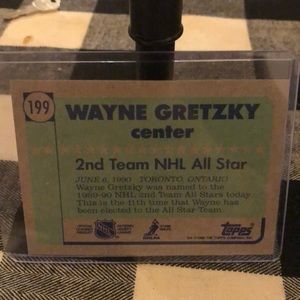 199
WAYNE GRETZKY
center
2nd Team NHL All Star
JUNE 6, 1990 TORONTO, ONTARIO
Wayne Gretzky was named to the
1989-90 NHL 2nd Team All Stars today.
This is the 11th time that Wayne has
been elected to the All Star Team.
NHL
NHLPA
TOPPS